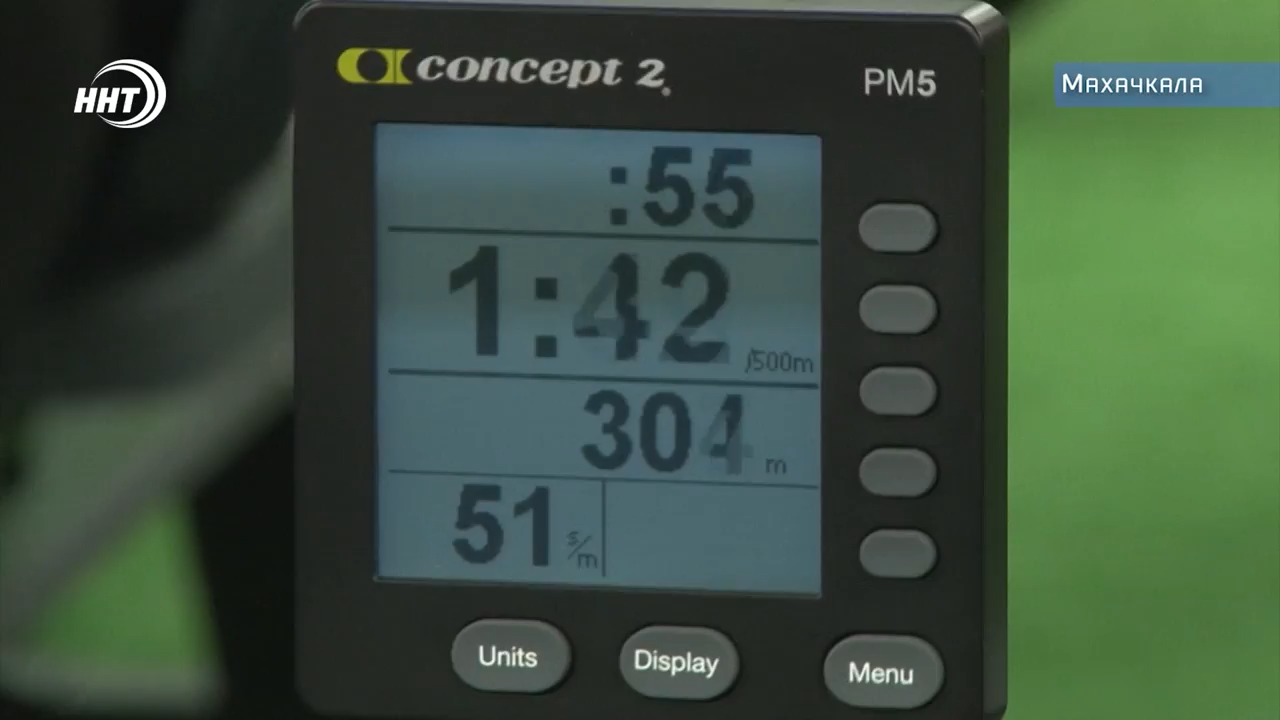 ННТ
Махачкала
concept 2.
PM5
:55
1:42 /500m
304 m
51 s/m
Units
Display
Menu